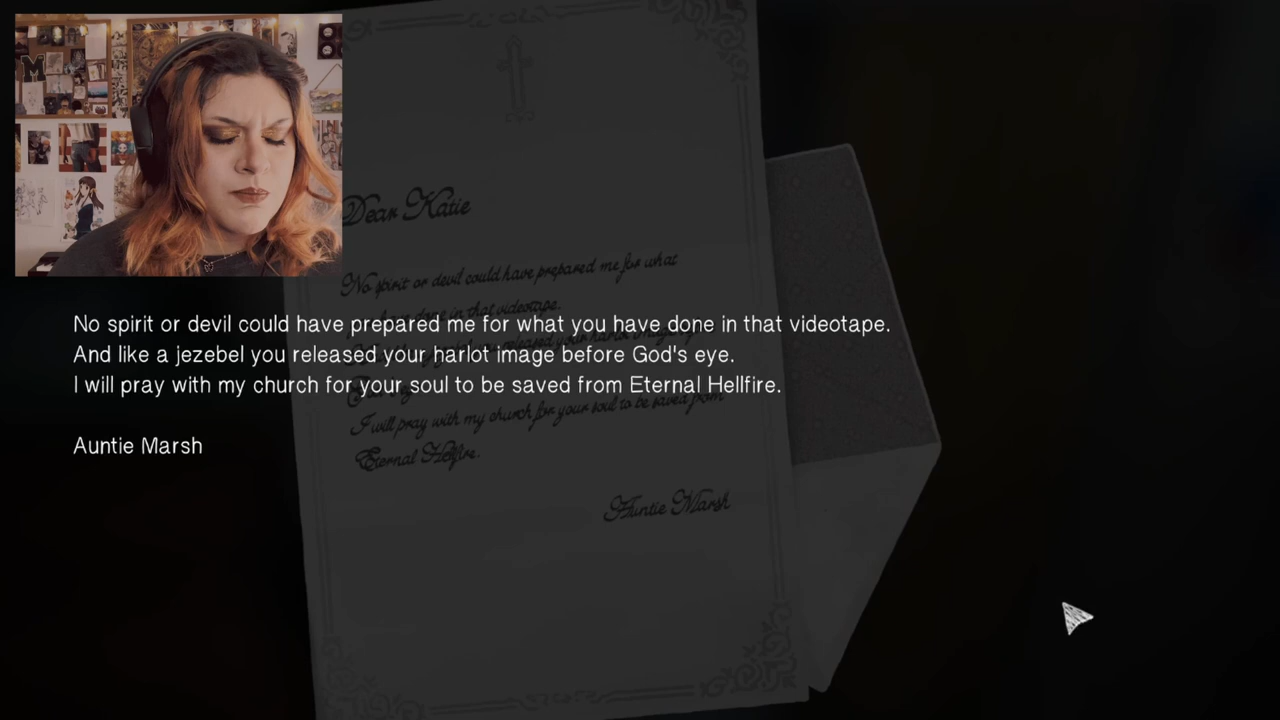 M
Dear Katie
No spirit or devil could have prepared me for what
have done in that videotape.
I will pray with my church for your soul to be saved from
Eternal Hellfire.
Auntie Marsh
No spirit or devil could have prepared me for what you have done in that videotape.
And like a jezebel you released your harlot image before God's eye.
I will pray with my church for your soul to be saved from Eternal Hellfire.
Auntie Marsh